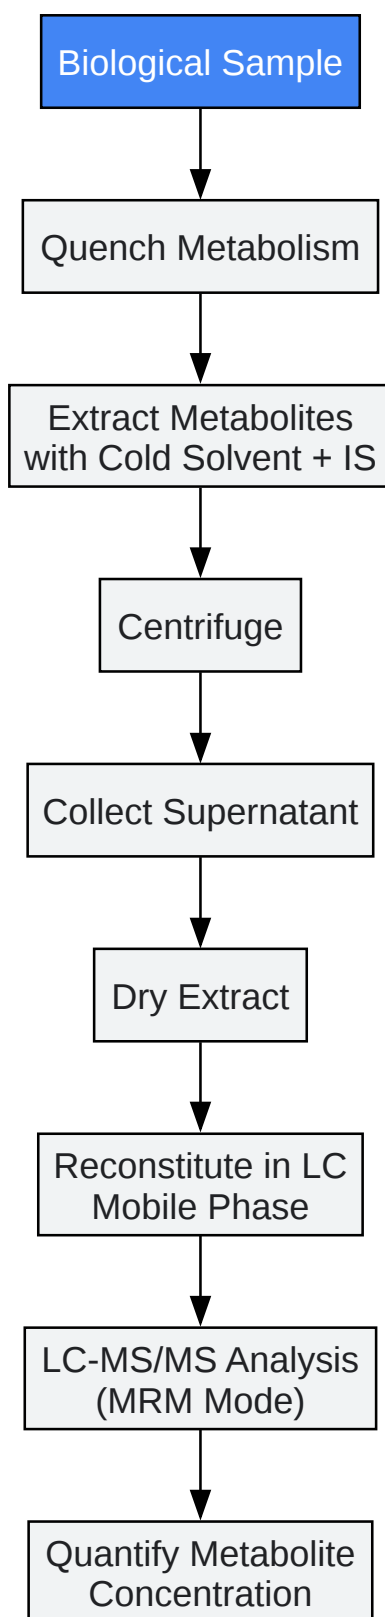 Biological Sample
Quench Metabolism
Extract Metabolites
with Cold Solvent + IS
Centrifuge
Collect Supernatant
Dry Extract
Reconstitute in LC
Mobile Phase
LC-MS/MS Analysis
(MRM Mode)
Quantify Metabolite
Concentration